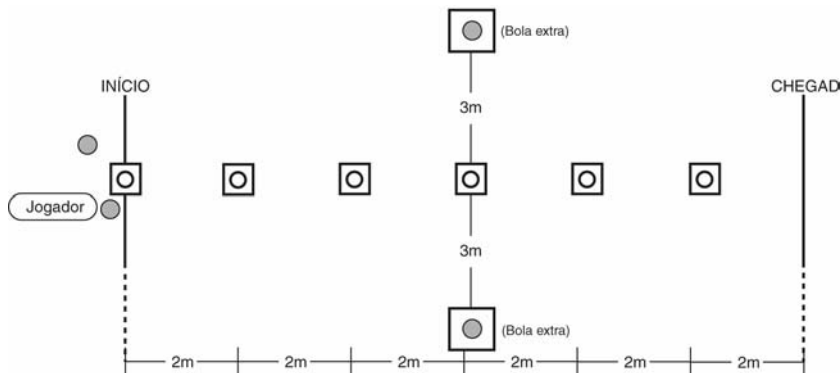 (Bola extra)
INÍCIO
CHEGAD
3m
Jogador
3m
(Bola extra)
2m 2m 2m 2m 2m 2m